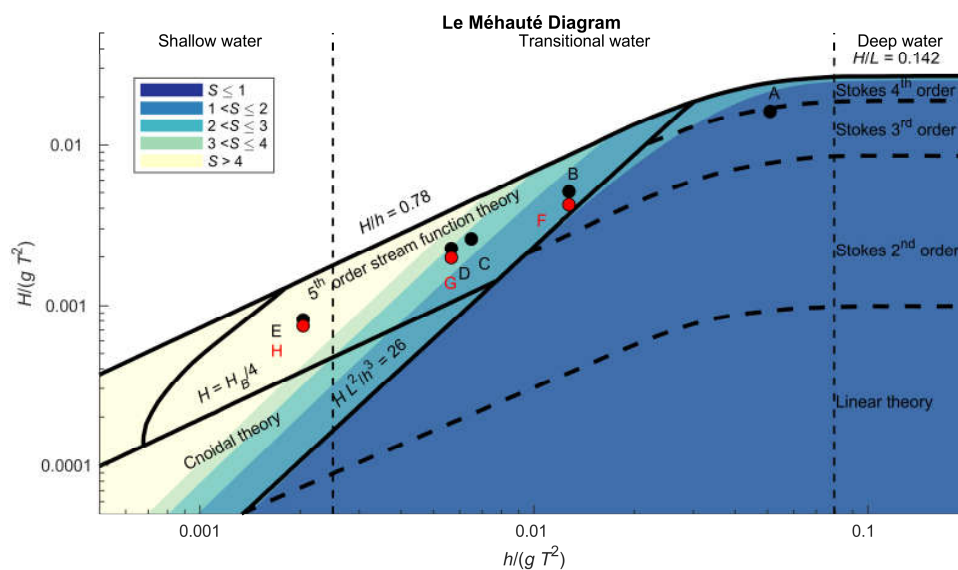 Le Méhauté Diagram
Shallow water
Transitional water
Deep water
H/L = 0.142
S ≤ 1
1 <S ≤ 2
2 <S ≤ 3
3 <S ≤ 4
S > 4
A
Stokes 4th order
Stokes 3rd order
0.01
B
H/h = 0.78
F
5th order stream function theory
Stokes 2nd order
D
C
G
H/(g T²)
0.001
E
H
H = H_B/4
H L²/h³ = 26
Linear theory
Cnoidal theory
0.0001
0.001
0.01
0.1
h/(g T²)